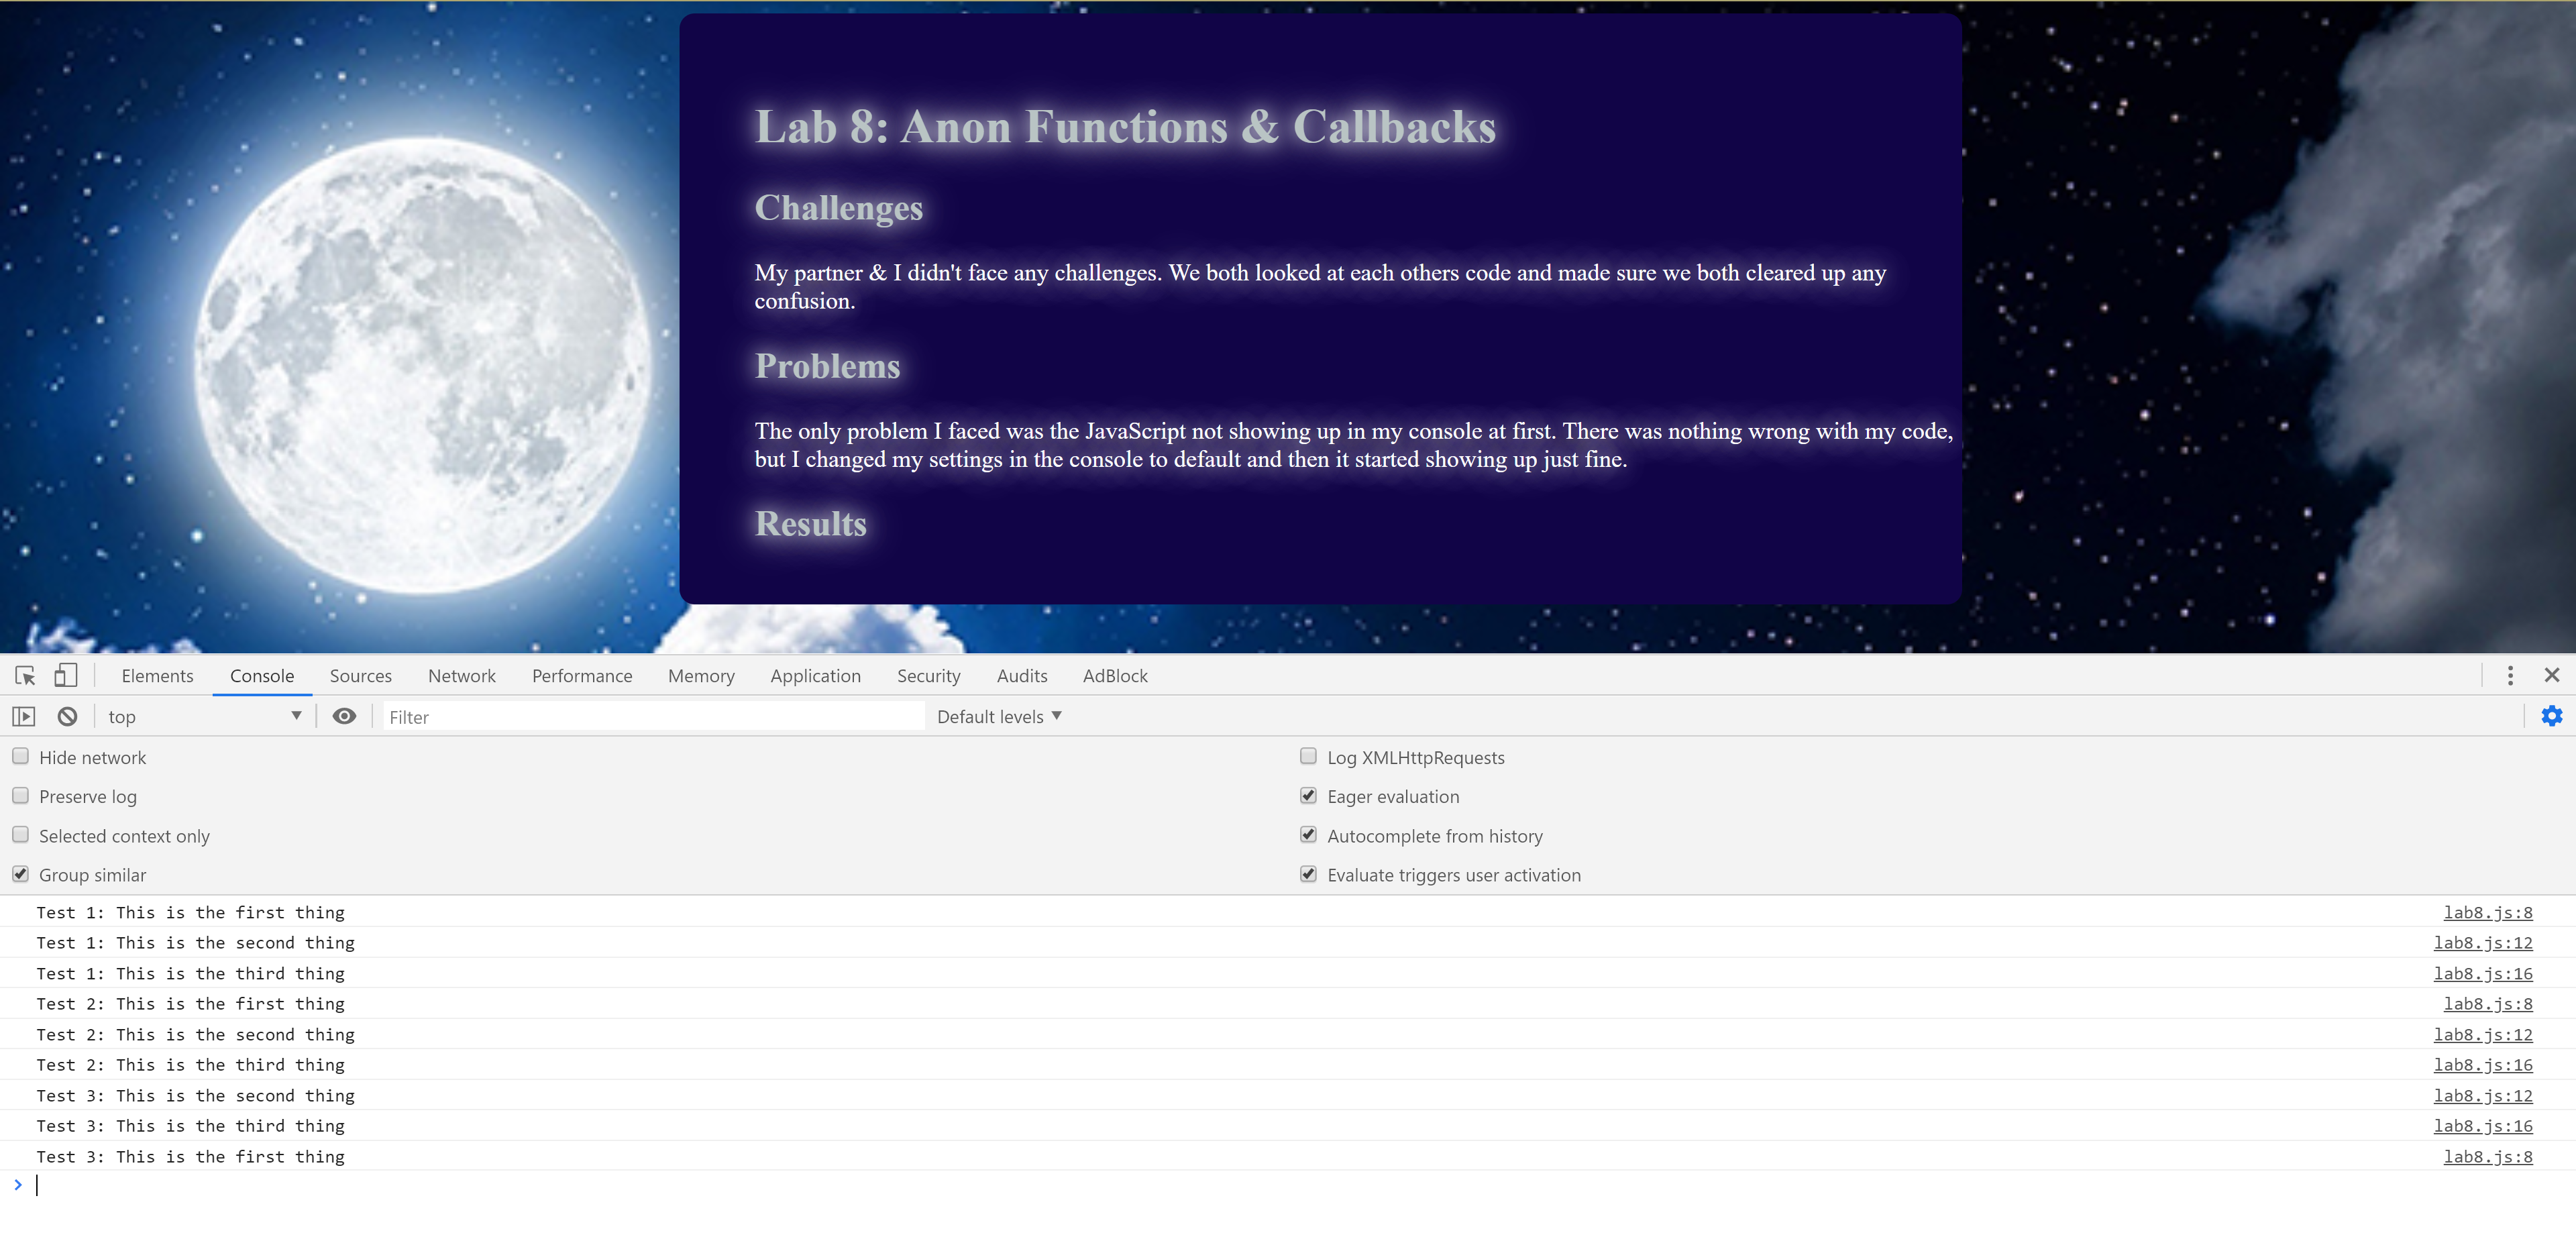 Lab 8: Anon Functions & Callbacks
Challenges
My partner & I didn't face any challenges. We both looked at each others code and made sure we both cleared up any
confusion.
Problems
The only problem I faced was the JavaScript not showing up in my console at first. There was nothing wrong with my code,
but I changed my settings in the console to default and then it started showing up just fine.
Results
Elements Console Sources Network Performance Memory Application Security Audits AdBlock
top Filter Default levels
Hide network Log XMLHttpRequests
Preserve log Eager evaluation
Selected context only Autocomplete from history
Group similar Evaluate triggers user activation
Test 1: This is the first thing lab8.js:8
Test 1: This is the second thing lab8.js:12
Test 1: This is the third thing lab8.js:16
Test 2: This is the first thing lab8.js:8
Test 2: This is the second thing lab8.js:12
Test 2: This is the third thing lab8.js:16
Test 3: This is the second thing lab8.js:12
Test 3: This is the third thing lab8.js:16
Test 3: This is the first thing lab8.js:8